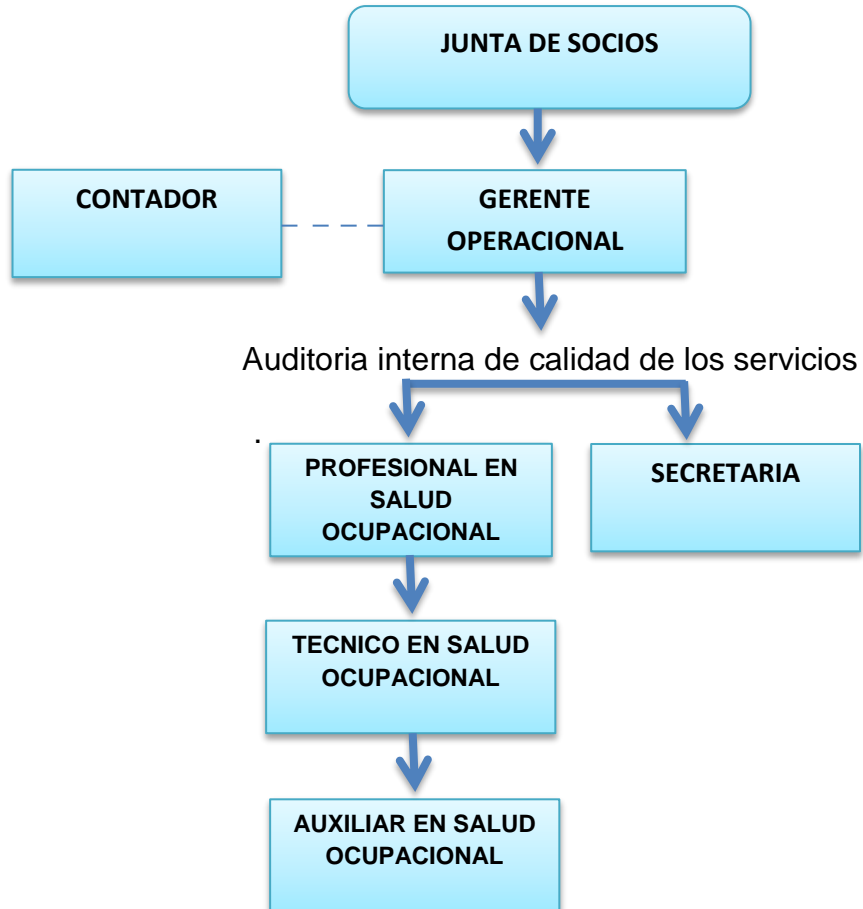 JUNTA DE SOCIOS
CONTADOR
GERENTE
OPERACIONAL
Auditoria interna de calidad de los servicios
.
PROFESIONAL EN
SALUD
OCUPACIONAL
SECRETARIA
TECNICO EN SALUD
OCUPACIONAL
AUXILIAR EN SALUD
OCUPACIONAL